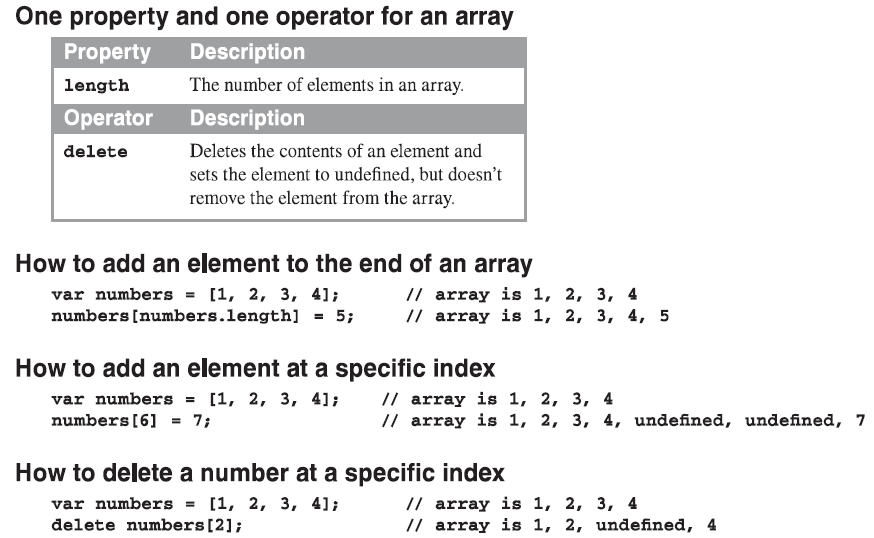 One property and one operator for an array
Property Description
length The number of elements in an array.
Operator Description
delete Deletes the contents of an element and
sets the element to undefined, but doesn't
remove the element from the array.
How to add an element to the end of an array
var numbers = [1, 2, 3, 4]; // array is 1, 2, 3, 4
numbers[numbers.length] = 5; // array is 1, 2, 3, 4, 5
How to add an element at a specific index
var numbers = [1, 2, 3, 4]; // array is 1, 2, 3, 4
numbers[6] = 7; // array is 1, 2, 3, 4, undefined, undefined, 7
How to delete a number at a specific index
var numbers = [1, 2, 3, 4]; // array is 1, 2, 3, 4
delete numbers[2]; // array is 1, 2, undefined, 4